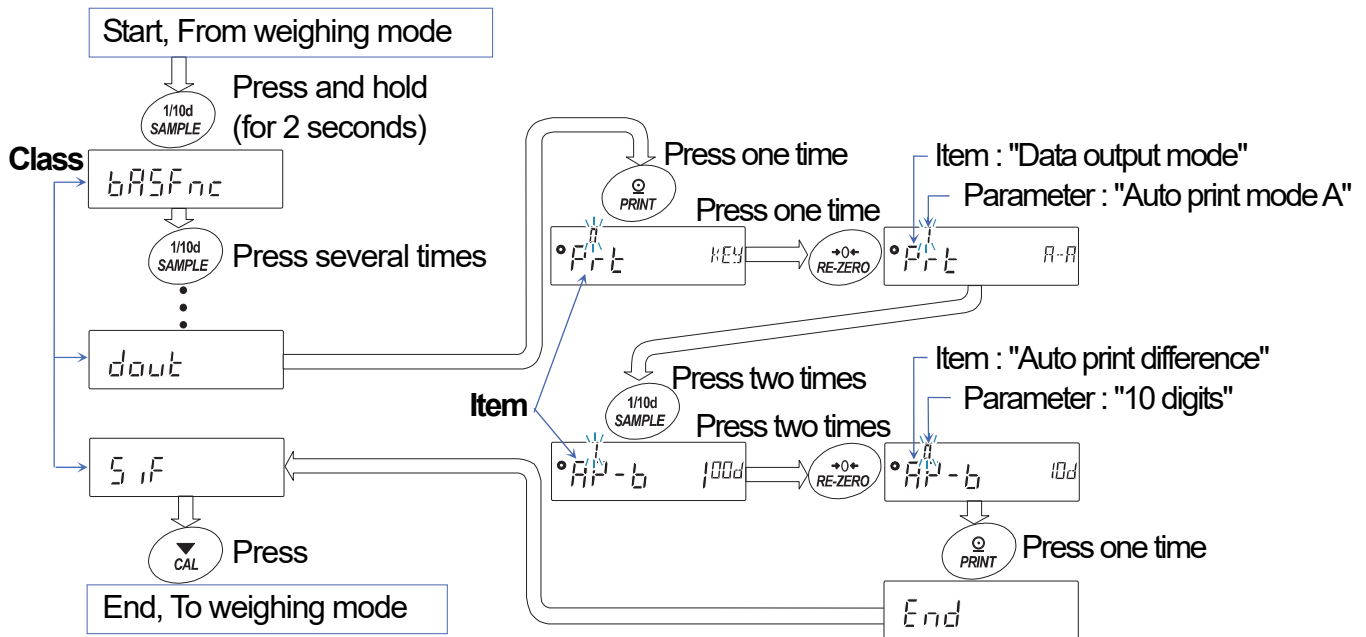 Start, From weighing mode
1/10d
SAMPLE
Press and hold
(for 2 seconds)
Class
bASFnc
1/10d
SAMPLE
Press several times
dout
Press one time
PRINT
Item
0
Prt KEY
Press one time
→0←
RE-ZERO
Item : "Data output mode"
Parameter : "Auto print mode A"
1
Prt A-A
1/10d
SAMPLE
Press two times
1
AP-b 100d
Press two times
→0←
RE-ZERO
Item : "Auto print difference"
Parameter : "10 digits"
0
AP-b 10d
PRINT
Press one time
End
S iF
CAL
Press
End, To weighing mode